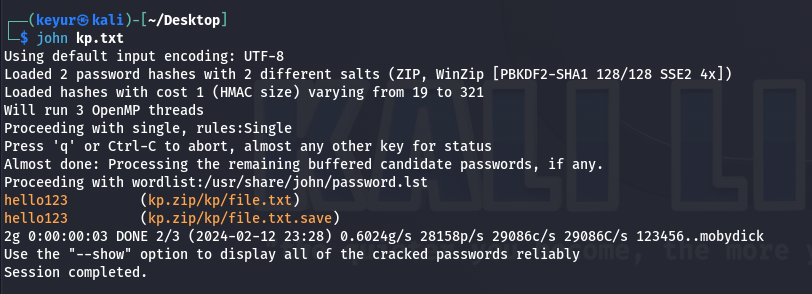 ┌──(keyur㉿kali)-[~/Desktop]
└─$ john kp.txt
Using default input encoding: UTF-8
Loaded 2 password hashes with 2 different salts (ZIP, WinZip [PBKDF2-SHA1 128/128 SSE2 4x])
Loaded hashes with cost 1 (HMAC size) varying from 19 to 321
Will run 3 OpenMP threads
Proceeding with single, rules:Single
Press 'q' or Ctrl-C to abort, almost any other key for status
Almost done: Processing the remaining buffered candidate passwords, if any.
Proceeding with wordlist:/usr/share/john/password.lst
hello123         (kp.zip/kp/file.txt)
hello123         (kp.zip/kp/file.txt.save)
2g 0:00:00:03 DONE 2/3 (2024-02-12 23:28) 0.6024g/s 28158p/s 29086c/s 29086C/s 123456..mobydick
Use the "--show" option to display all of the cracked passwords reliably
Session completed.
KALI LI
the more y